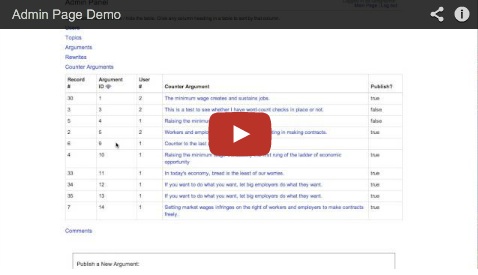 Admin Page Demo
Admin Panel
Topics
Arguments
Rewrites
Counter Arguments
Record # Argument ID User # Counter Argument Publish?
30 1 2 The minimum wage creates and sustains jobs. true
3 3 2 This is a test to see whether I have word count checks in place or not. false
5 4 1 Raising the minimum false
2 5 2 Workers and in making contracts. true
6 9 1 Counter to the last
4 10 1 Raising the minimum rung of the ladder of economic opportunity true
33 11 1 In today's economy, bread is the least of our worries. true
34 12 1 If you want to do what you want, let big employers do what they want. true
35 13 1 If you want to do what you want, let big employers do what they want. true
7 14 1 Setting market wages infringes on the right of workers and employers to make contracts freely. true
Comments
Publish a New Argument: